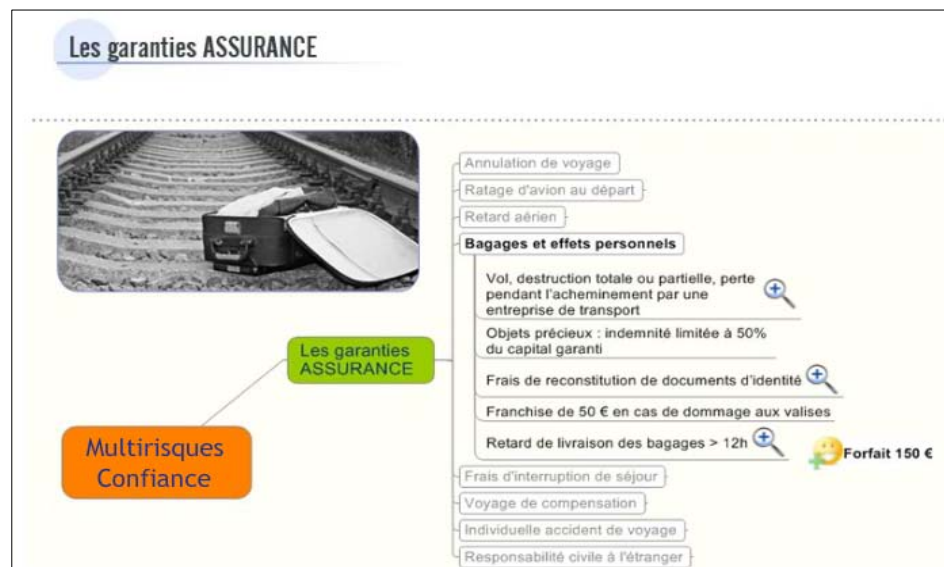 Les garanties ASSURANCE
Annulation de voyage
Ratage d'avion au départ
Retard aérien
Bagages et effets personnels
Vol, destruction totale ou partielle, perte
pendant l'acheminement par une
entreprise de transport
Objets précieux : indemnité limitée à 50%
du capital garanti
Les garanties
ASSURANCE
Frais de reconstitution de documents d'identité
Franchise de 50 € en cas de dommage aux valises
Retard de livraison des bagages > 12h
Forfait 150 €
Multirisques
Confiance
Frais d'interruption de séjour
Voyage de compensation
Individuelle accident de voyage
Responsabilité civile à l'étranger